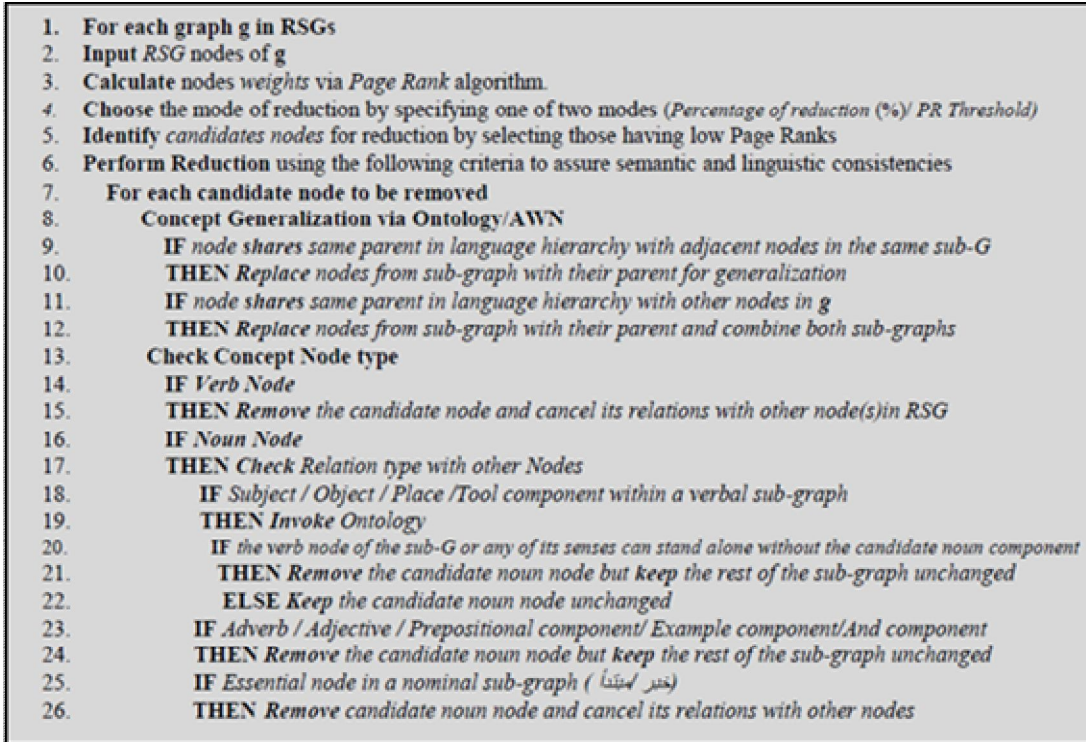 1. For each graph g in RSGs
2. Input RSG nodes of g
3. Calculate nodes weights via Page Rank algorithm.
4. Choose the mode of reduction by specifying one of two modes (Percentage of reduction (%)/ PR Threshold)
5. Identify candidates nodes for reduction by selecting those having low Page Ranks
6. Perform Reduction using the following criteria to assure semantic and linguistic consistencies
7. For each candidate node to be removed
8. Concept Generalization via Ontology/AWN
9. IF node shares same parent in language hierarchy with adjacent nodes in the same sub-G
10. THEN Replace nodes from sub-graph with their parent for generalization
11. IF node shares same parent in language hierarchy with other nodes in g
12. THEN Replace nodes from sub-graph with their parent and combine both sub-graphs
13. Check Concept Node type
14. IF Verb Node
15. THEN Remove the candidate node and cancel its relations with other node(s)in RSG
16. IF Noun Node
17. THEN Check Relation type with other Nodes
18. IF Subject / Object / Place /Tool component within a verbal sub-graph
19. THEN Invoke Ontology
20. IF the verb node of the sub-G or any of its senses can stand alone without the candidate noun component
21. THEN Remove the candidate noun node but keep the rest of the sub-graph unchanged
22. ELSE Keep the candidate noun node unchanged
23. IF Adverb / Adjective / Prepositional component/ Example component/And component
24. THEN Remove the candidate noun node but keep the rest of the sub-graph unchanged
25. IF Essential node in a nominal sub-graph ( مبتدأ/ خبر)
26. THEN Remove candidate noun node and cancel its relations with other nodes